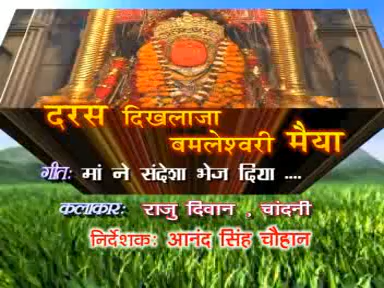 दरस दिखलाजा
बमलेश्वरी मैया
गीतः मां ने संदेशा भेज दिया ....
कलाकारः राजु दिवान , चांदनी
निर्देशकः आनंद सिंह चौहान